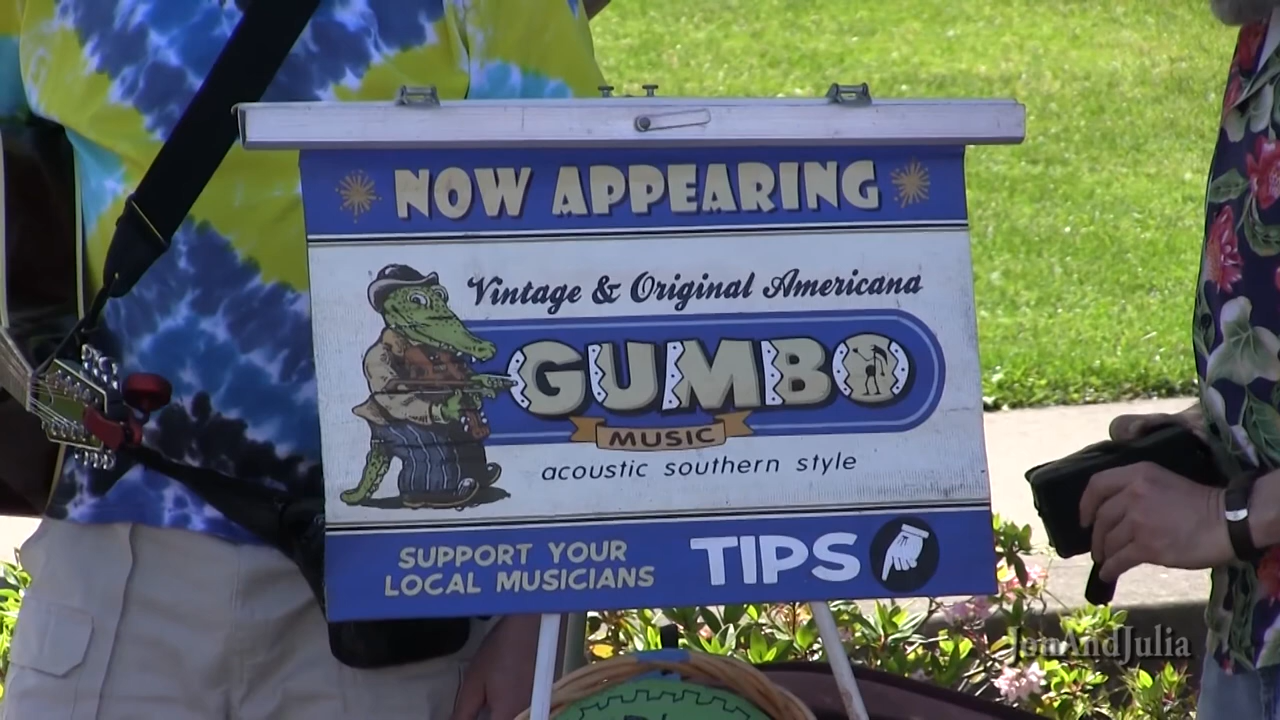 NOW APPEARING
Vintage & Original Americana
GUMBO
MUSIC
acoustic southern style
SUPPORT YOUR
LOCAL MUSICIANS
TIPS
JonAndJulia